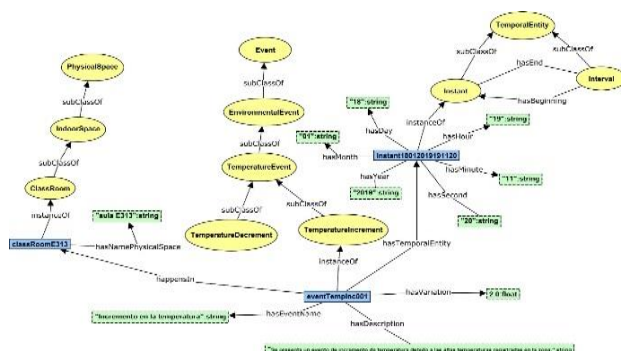 TemporalEntity
Event
subClassOf
subClassOf
PhysicalSpace
hasEnd
subClassOf
Instant
Interval
subClassOf
EnvironmentalEvent
"18":string
hasBeginning
IndoorSpace
"01":string
hasDay
instanceOf
hasHour
"19":string
subClassOf
subClassOf
hasMonth
TemperatureEvent
hasMinute
ClassRoom
hasYear
"11":string
subClassOf
subClassOf
hasSecond
instanceOf
"aula E313":string
"20":string
TemperatureDecrement
TemperatureIncrement
classRoomE313
hasNamePhysicalSpace
hasTemporalEntity
instanceOf
happensIn
eventTempInc001
hasVariation
2.0:float
"Incremento en la temperatura":string
hasEventName
hasDescription